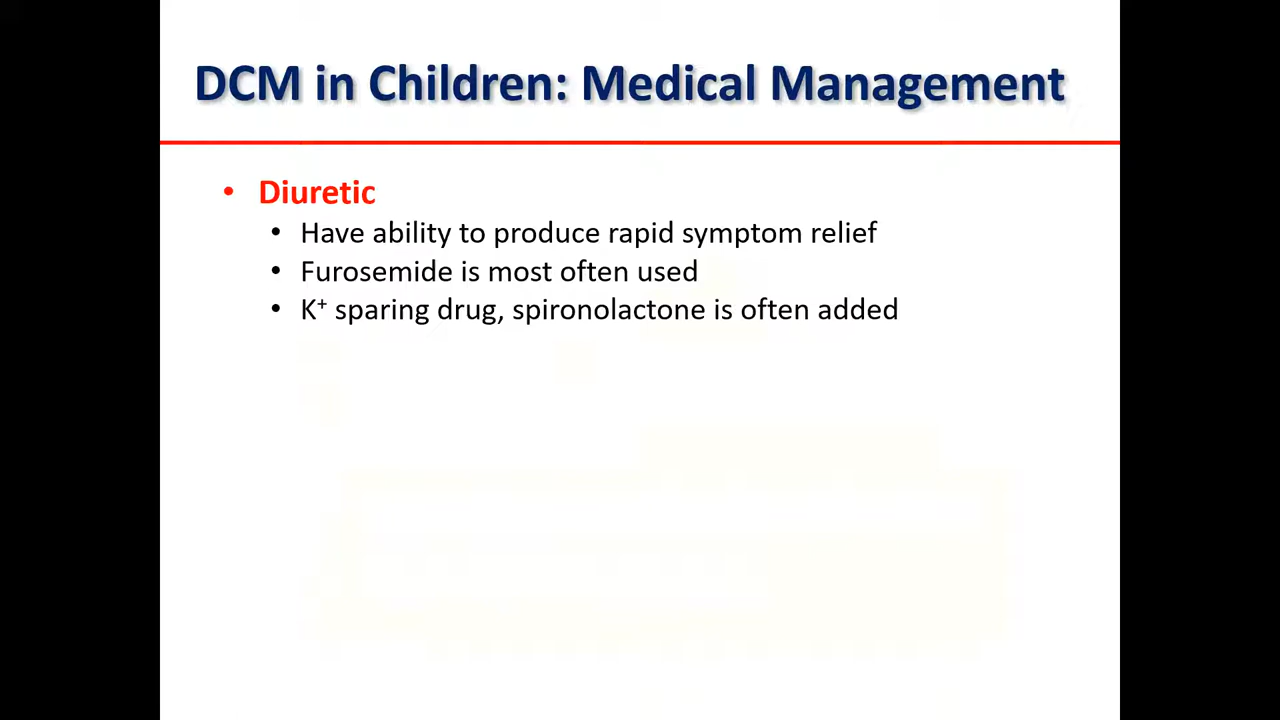 DCM in Children: Medical Management
• Diuretic
• Have ability to produce rapid symptom relief
• Furosemide is most often used
• K⁺ sparing drug, spironolactone is often added